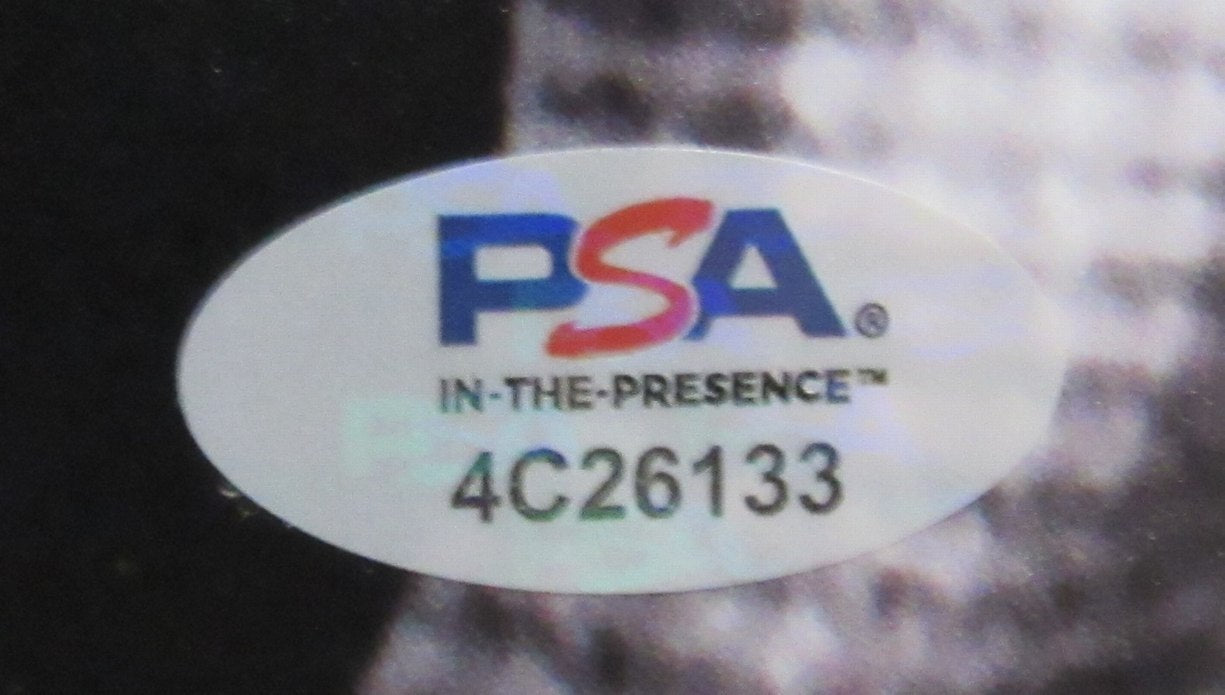 PSA®
IN-THE-PRESENCE™
4C26133